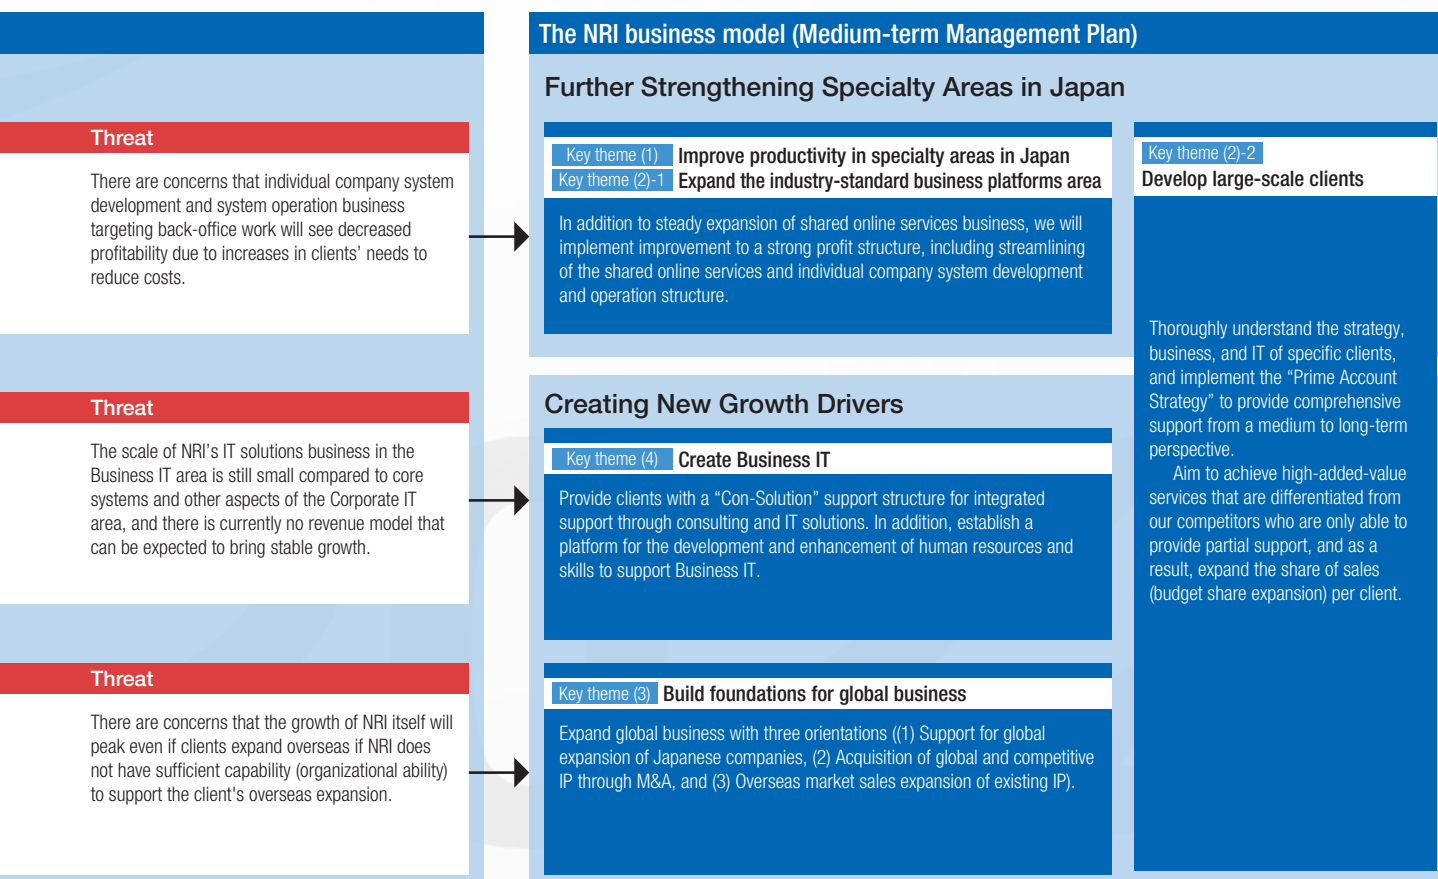 The NRI business model (Medium-term Management Plan)
Further Strengthening Specialty Areas in Japan
Threat
There are concerns that individual company system
development and system operation business
targeting back-office work will see decreased
profitability due to increases in clients’ needs to
reduce costs.
Key theme (1) Improve productivity in specialty areas in Japan
Key theme (2)-1 Expand the industry-standard business platforms area
In addition to steady expansion of shared online services business, we will
implement improvement to a strong profit structure, including streamlining
of the shared online services and individual company system development
and operation structure.
Key theme (2)-2
Develop large-scale clients
Thoroughly understand the strategy,
business, and IT of specific clients,
and implement the “Prime Account
Strategy” to provide comprehensive
support from a medium to long-term
perspective.
Aim to achieve high-added-value
services that are differentiated from
our competitors who are only able to
provide partial support, and as a
result, expand the share of sales
(budget share expansion) per client.
Creating New Growth Drivers
Threat
The scale of NRI’s IT solutions business in the
Business IT area is still small compared to core
systems and other aspects of the Corporate IT
area, and there is currently no revenue model that
can be expected to bring stable growth.
Key theme (4) Create Business IT
Provide clients with a “Con-Solution” support structure for integrated
support through consulting and IT solutions. In addition, establish a
platform for the development and enhancement of human resources and
skills to support Business IT.
Threat
There are concerns that the growth of NRI itself will
peak even if clients expand overseas if NRI does
not have sufficient capability (organizational ability)
to support the client's overseas expansion.
Key theme (3) Build foundations for global business
Expand global business with three orientations ((1) Support for global
expansion of Japanese companies, (2) Acquisition of global and competitive
IP through M&A, and (3) Overseas market sales expansion of existing IP).